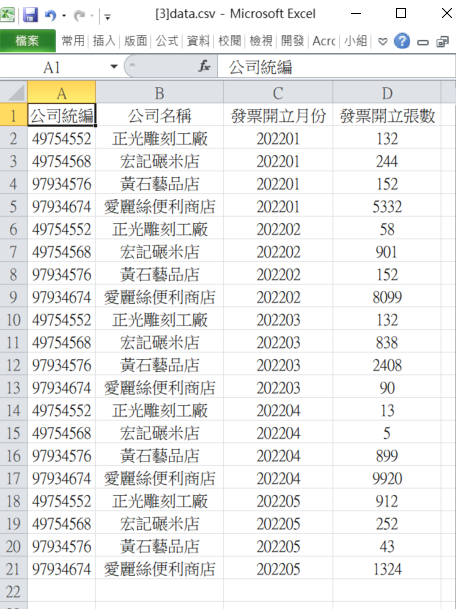 [3]data.csv - Microsoft Excel
檔案 常用 插入 版面 公式 資料 校閱 檢視 開發 Acro 小組
A1 fx 公司統編
A B C D
1 公司統編 公司名稱 發票開立月份 發票開立張數
2 49754552 正光雕刻工廠 202201 132
3 49754568 宏記碾米店 202201 244
4 97934576 黃石藝品店 202201 152
5 97934674 愛麗絲便利商店 202201 5332
6 49754552 正光雕刻工廠 202202 58
7 49754568 宏記碾米店 202202 901
8 97934576 黃石藝品店 202202 152
9 97934674 愛麗絲便利商店 202202 8099
10 49754552 正光雕刻工廠 202203 132
11 49754568 宏記碾米店 202203 838
12 97934576 黃石藝品店 202203 2408
13 97934674 愛麗絲便利商店 202203 90
14 49754552 正光雕刻工廠 202204 13
15 49754568 宏記碾米店 202204 5
16 97934576 黃石藝品店 202204 899
17 97934674 愛麗絲便利商店 202204 9920
18 49754552 正光雕刻工廠 202205 912
19 49754568 宏記碾米店 202205 252
20 97934576 黃石藝品店 202205 43
21 97934674 愛麗絲便利商店 202205 1324
22